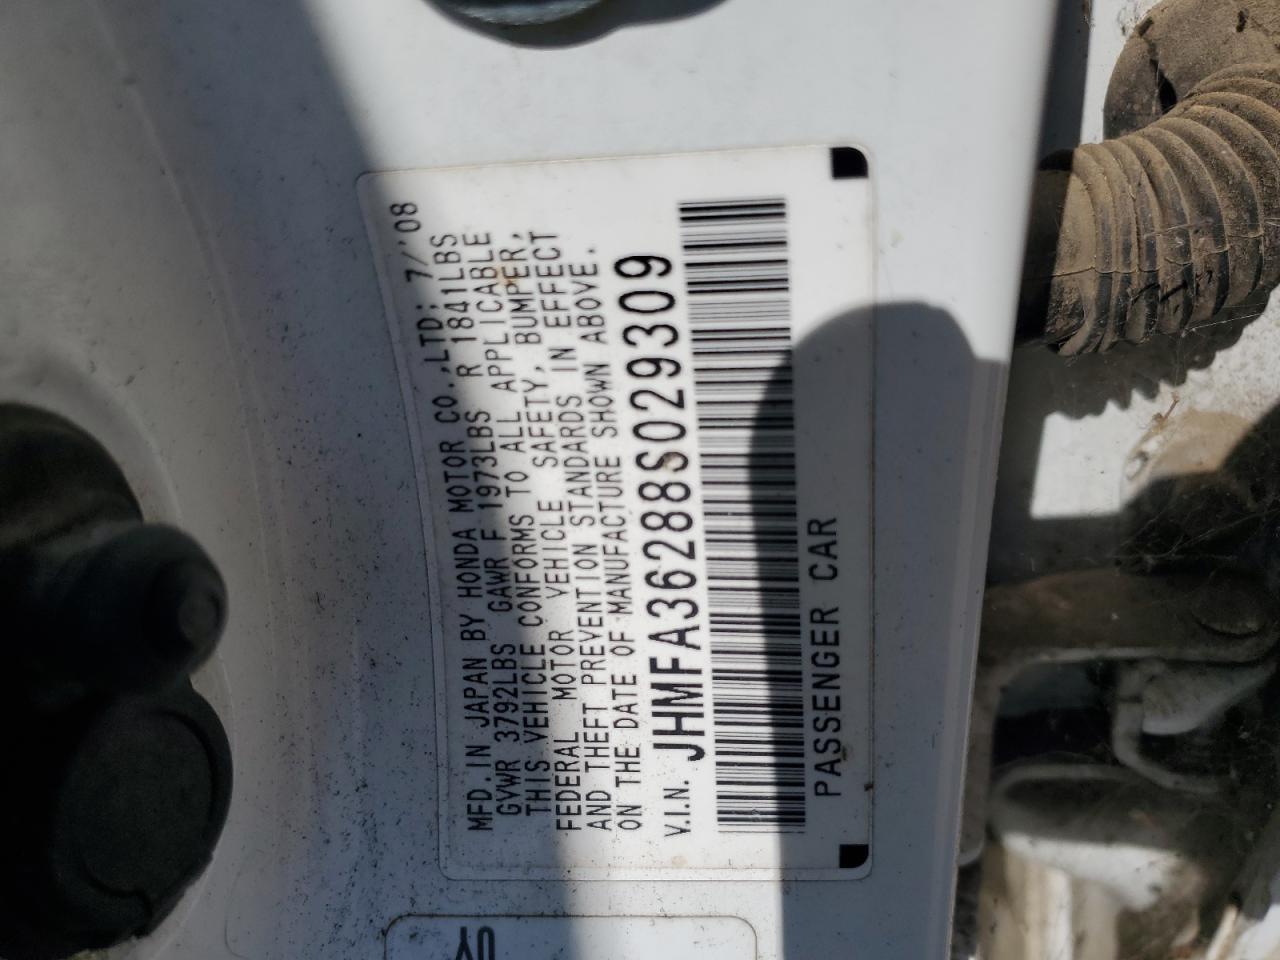 MFD. IN JAPAN BY HONDA MOTOR CO.,LTD; 7/'08
GVWR 3792LBS GAWR F 1973LBS R 1841LBS
THIS VEHICLE CONFORMS TO ALL APPLICABLE
FEDERAL MOTOR VEHICLE SAFETY, BUMPER,
AND THEFT PREVENTION STANDARDS IN EFFECT
ON THE DATE OF MANUFACTURE SHOWN ABOVE.
V.I.N. JHMFA36288S029309
PASSENGER CAR